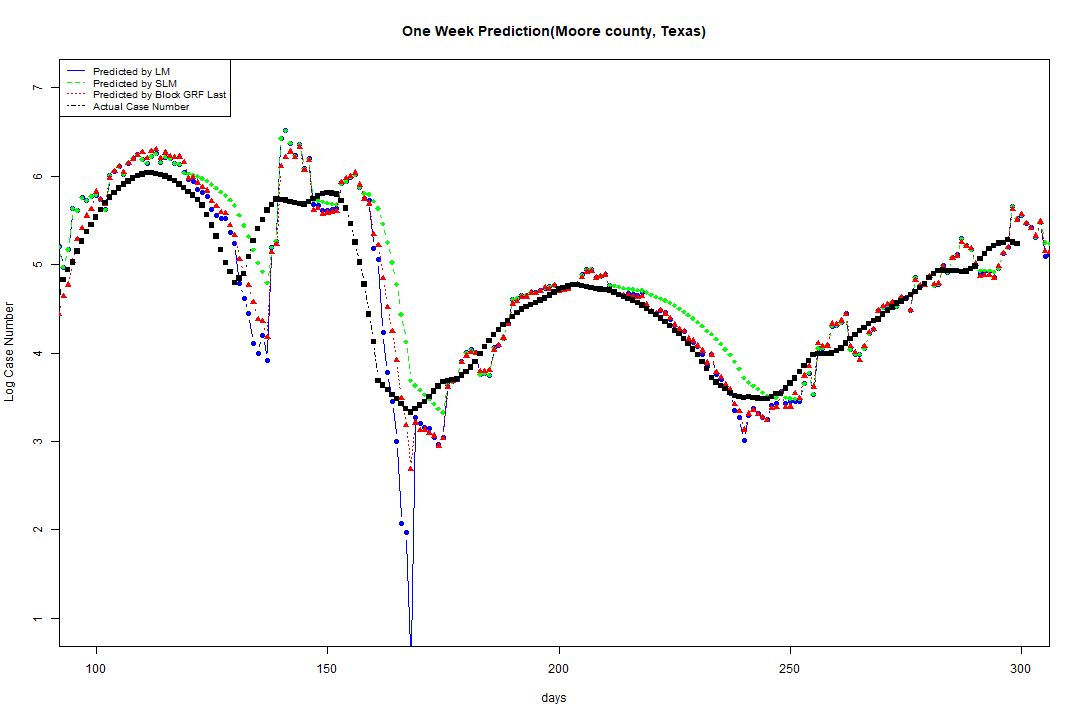 One Week Prediction(Moore county, Texas)
Predicted by LM
Predicted by SLM
Predicted by Block GRF Last
Actual Case Number
7
6
5
4
3
2
1
Log Case Number
100 150 200 250 300
days